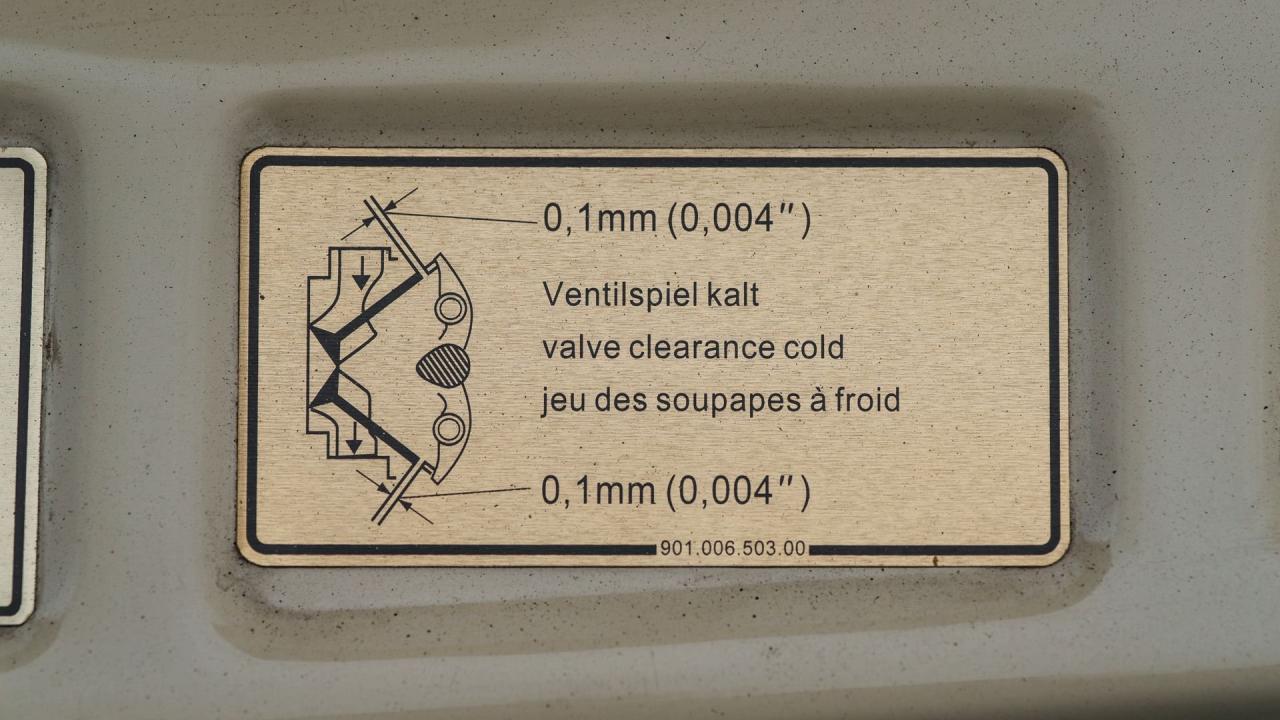 0,1mm (0,004″)
Ventilspiel kalt
valve clearance cold
jeu des soupapes à froid
0,1mm (0,004″)
901.006.503.00